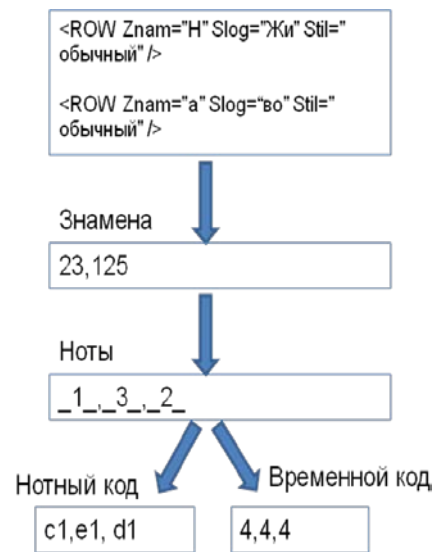 <ROW Znam="Н" Slog="Жи" Stil="
обычный" />
<ROW Znam="а" Slog="во" Stil="
обычный" />
Знамена
23,125
Ноты
_1_,_3_,_2_
Нотный код
Временной код
c1,e1, d1
4,4,4